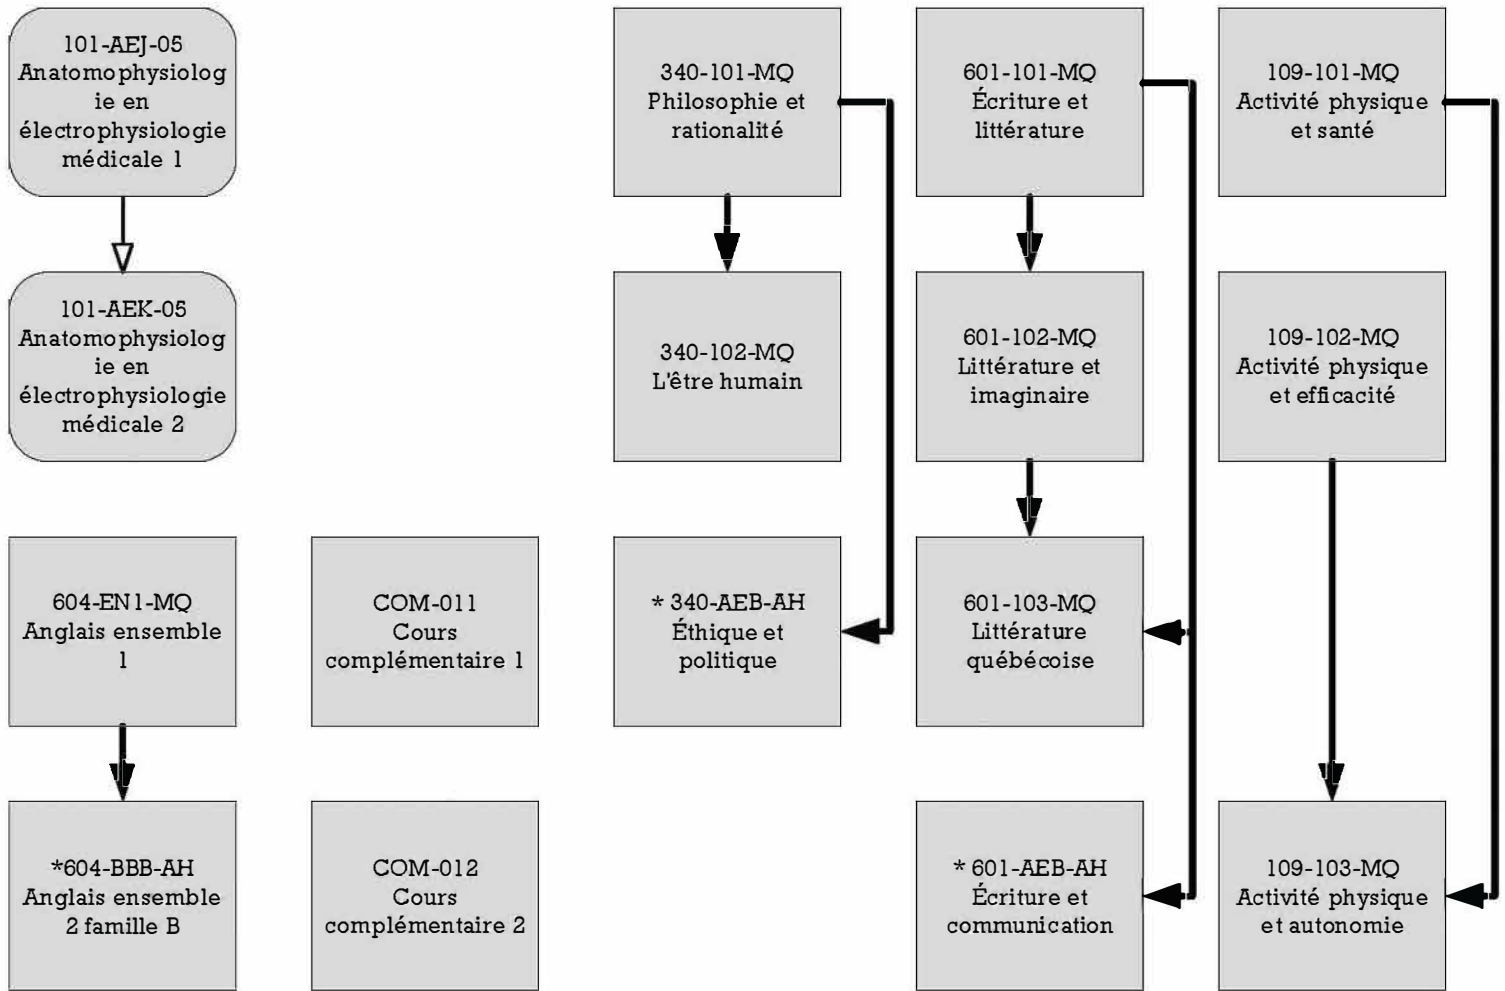 101-AEJ-05
Anatomophysiolog
ie en
électrophysiologie
médicale 1
340-101-MQ
Philosophie et
rationalité
601-101-MQ
Écriture et
littérature
109-101-MQ
Activité physique
et santé
101-AEK-05
Anatomophysiolog
ie en
électrophysiologie
médicale 2
340-102-MQ
L'être humain
601-102-MQ
Littérature et
imaginaire
109-102-MQ
Activité physique
et efficacité
604-EN1-MQ
Anglais ensemble
1
COM-011
Cours
complémentaire 1
* 340-AEB-AH
Éthique et
politique
601-103-MQ
Littérature
québécoise
*604-BBB-AH
Anglais ensemble
2 famille B
COM-012
Cours
complémentaire 2
* 601-AEB-AH
Écriture et
communication
109-103-MQ
Activité physique
et autonomie